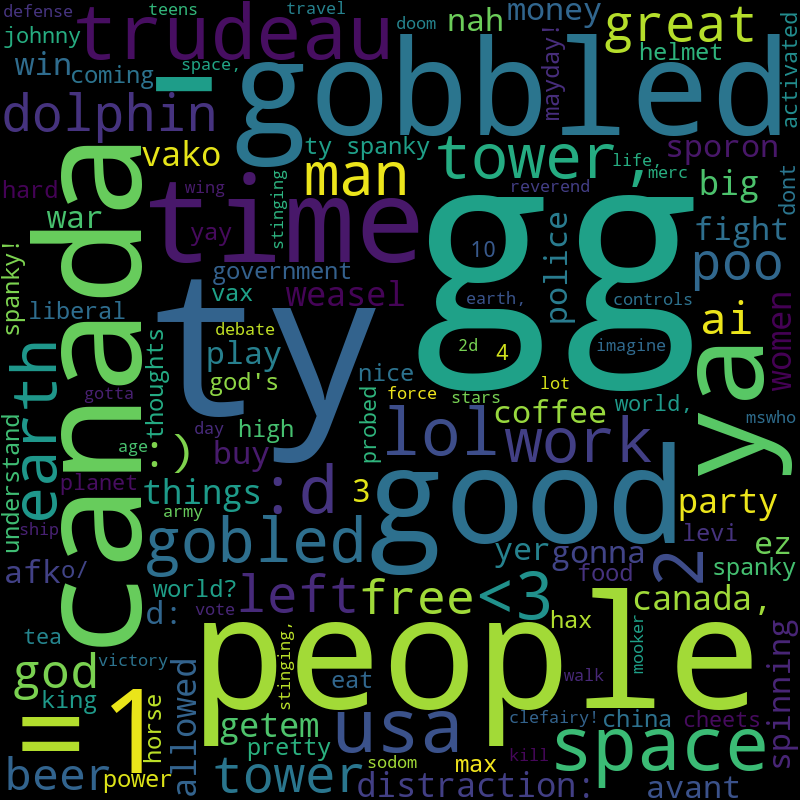 defense
teens
travel
money
great
johnny
trudeau
doom
nah
helmet
activated
win
coming
space,
-
gobbled
mayday!
dolphin
vako
ty spanky
man
tower,
life,
merc
sporon
hard
wing
stinging
reverend
big
dont
canada
time
gg
war
yay
10
police
fight
spanky!
government
poo
liberal
vax
weasel
earth,
controls
women
debate
2d
4
imagine
ai
earth
thoughts
play
god's
nice
force
lot
ya
gotta
ty
stars
coffee
world,
mswho
understand
day
high
probed
lol
work
age
:)
buy
planet
things
:d
3
good
party
army
ship
gobled
yer
gonna
levi
ez
afk
o/
world?
d:
left
free
<3
food
2
spanky
vote
hax
canada,
tea
stinging,
people
mooker
spinning
victory
god
eat
walk
king
=
1
horse
allowed
getem
usa
clefairy!
china
cheets
pretty
space
kill
beer
power
tower
sodom
max
distraction:
avant